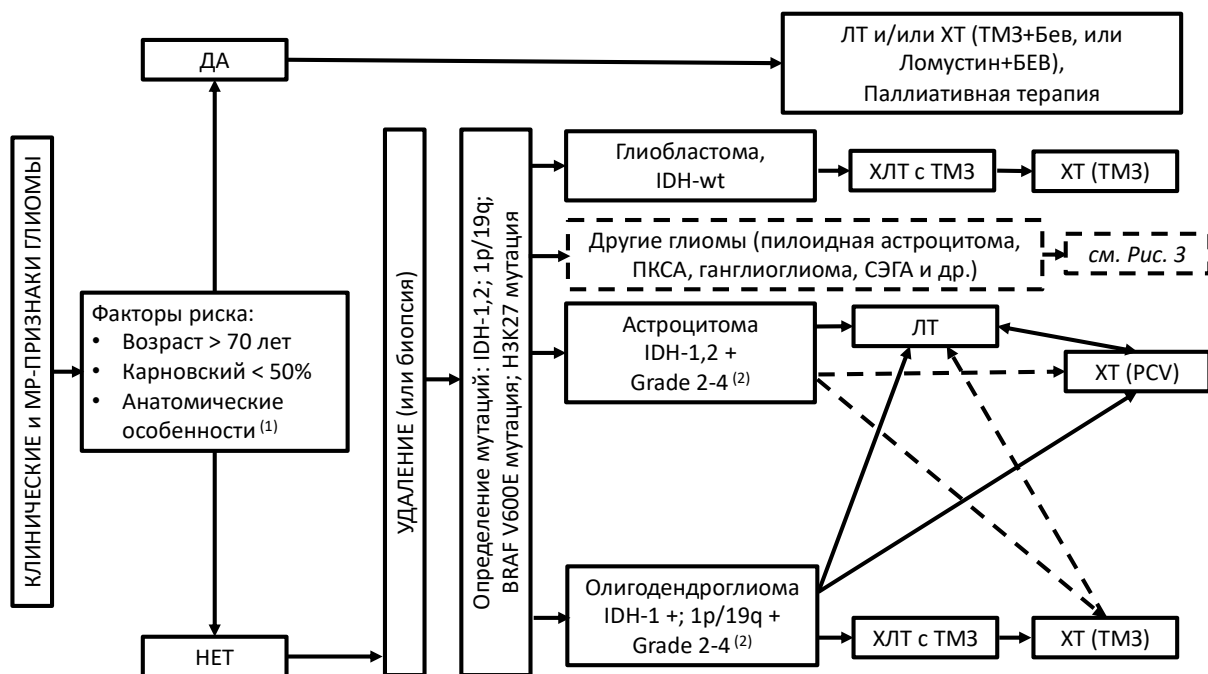 ДА
ЛТ и/или ХТ (ТМЗ+Бев, или
Ломустин+БЕВ),
Паллиативная терапия
КЛИНИЧЕСКИЕ и МР-ПРИЗНАКИ ГЛИОМЫ
Факторы риска:
• Возраст > 70 лет
• Карновский < 50%
• Анатомические
особенности (1)
НЕТ
УДАЛЕНИЕ (или биопсия)
Определение мутаций: IDH-1,2; 1p/19q;
BRAF V600E мутация; H3K27 мутация
Глиобластома,
IDH-wt
ХЛТ с ТМЗ
ХТ (ТМЗ)
Другие глиомы (пилоидная астроцитома,
ПКСА, ганглиоглиома, СЭГА и др.)
см. Рис. 3
Астроцитома
IDH-1,2 +
Grade 2-4 (2)
ЛТ
ХТ (PCV)
Олигодендроглиома
IDH-1 +; 1p/19q +
Grade 2-4 (2)
ХЛТ с ТМЗ
ХТ (ТМЗ)